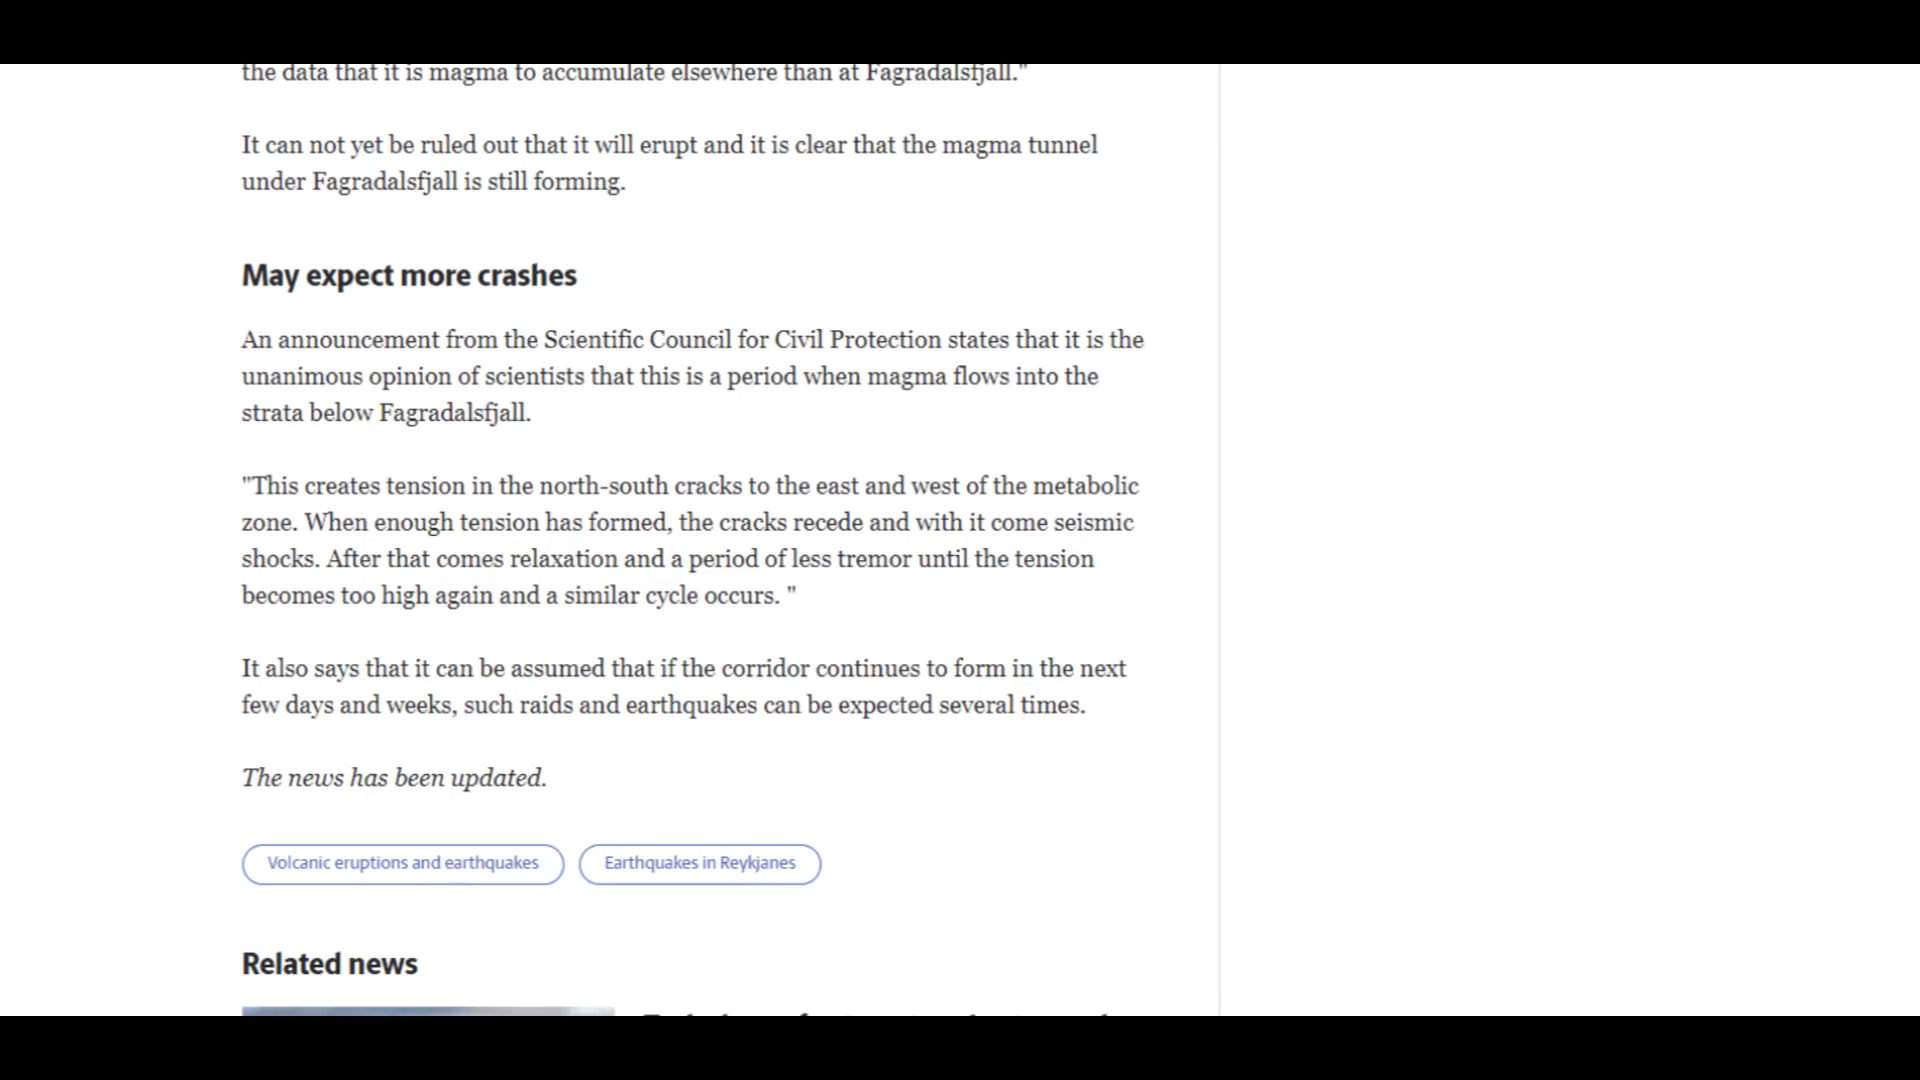 the data that it is magma to accumulate elsewhere than at Fagradalsfjall."
It can not yet be ruled out that it will erupt and it is clear that the magma tunnel
under Fagradalsfjall is still forming.
May expect more crashes
An announcement from the Scientific Council for Civil Protection states that it is the
unanimous opinion of scientists that this is a period when magma flows into the
strata below Fagradalsfjall.
"This creates tension in the north-south cracks to the east and west of the metabolic
zone. When enough tension has formed, the cracks recede and with it come seismic
shocks. After that comes relaxation and a period of less tremor until the tension
becomes too high again and a similar cycle occurs. "
It also says that it can be assumed that if the corridor continues to form in the next
few days and weeks, such raids and earthquakes can be expected several times.
The news has been updated.
Volcanic eruptions and earthquakes
Earthquakes in Reykjanes
Related news